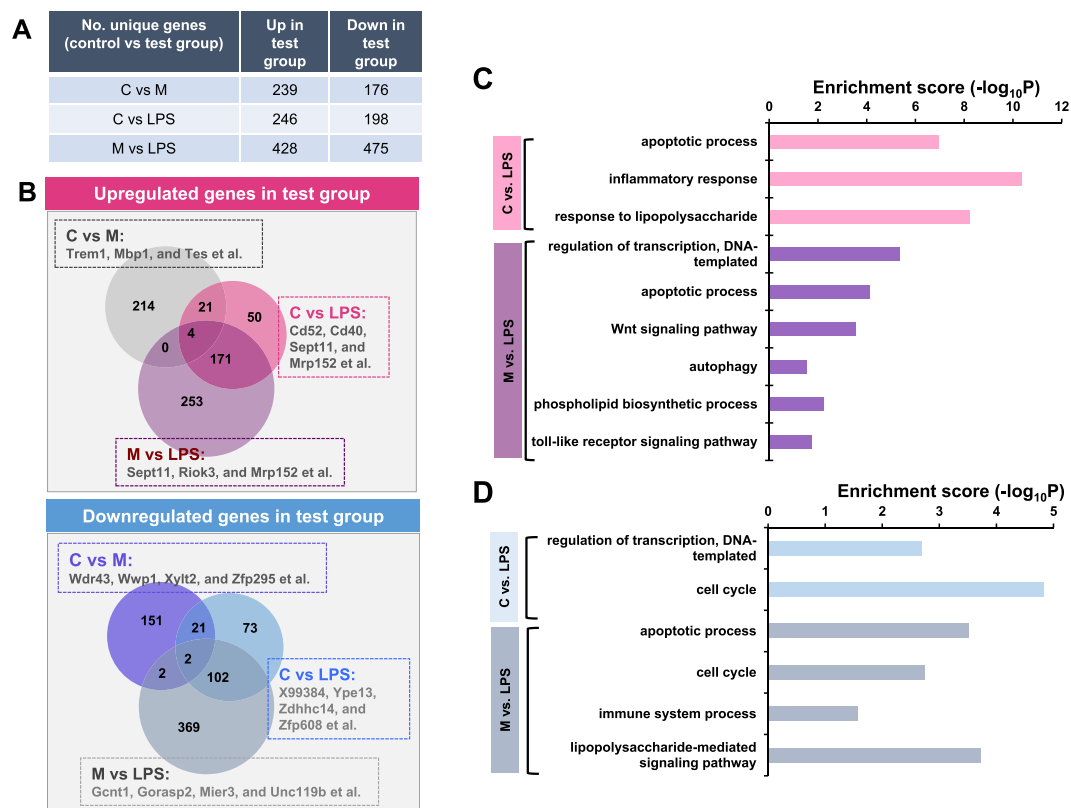 A
No. unique genes
(control vs test group)
Up in
test
group
Down in
test
group
C vs M 239 176
C vs LPS 246 198
M vs LPS 428 475
B
Upregulated genes in test group
C vs M:
Trem1, Mbp1, and Tes et al.
214
21
50
4
0
171
253
C vs LPS:
Cd52, Cd40,
Sept11, and
Mrp152 et al.
M vs LPS:
Sept11, Riok3, and Mrp152 et al.
Downregulated genes in test group
C vs M:
Wdr43, Wwp1, Xylt2, and Zfp295 et al.
151
21
73
2
2
102
369
C vs LPS:
X99384, Ype13,
Zdhhc14, and
Zfp608 et al.
M vs LPS:
Gcnt1, Gorasp2, Mier3, and Unc119b et al.
C
Enrichment score (-log10P)
0 2 4 6 8 10 12
C vs. LPS
apoptotic process
inflammatory response
response to lipopolysaccharide
M vs. LPS
regulation of transcription, DNA-
templated
apoptotic process
Wnt signaling pathway
autophagy
phospholipid biosynthetic process
toll-like receptor signaling pathway
D
Enrichment score (-log10P)
0 1 2 3 4 5
C vs. LPS
regulation of transcription, DNA-
templated
cell cycle
M vs. LPS
apoptotic process
cell cycle
immune system process
lipopolysaccharide-mediated
signaling pathway